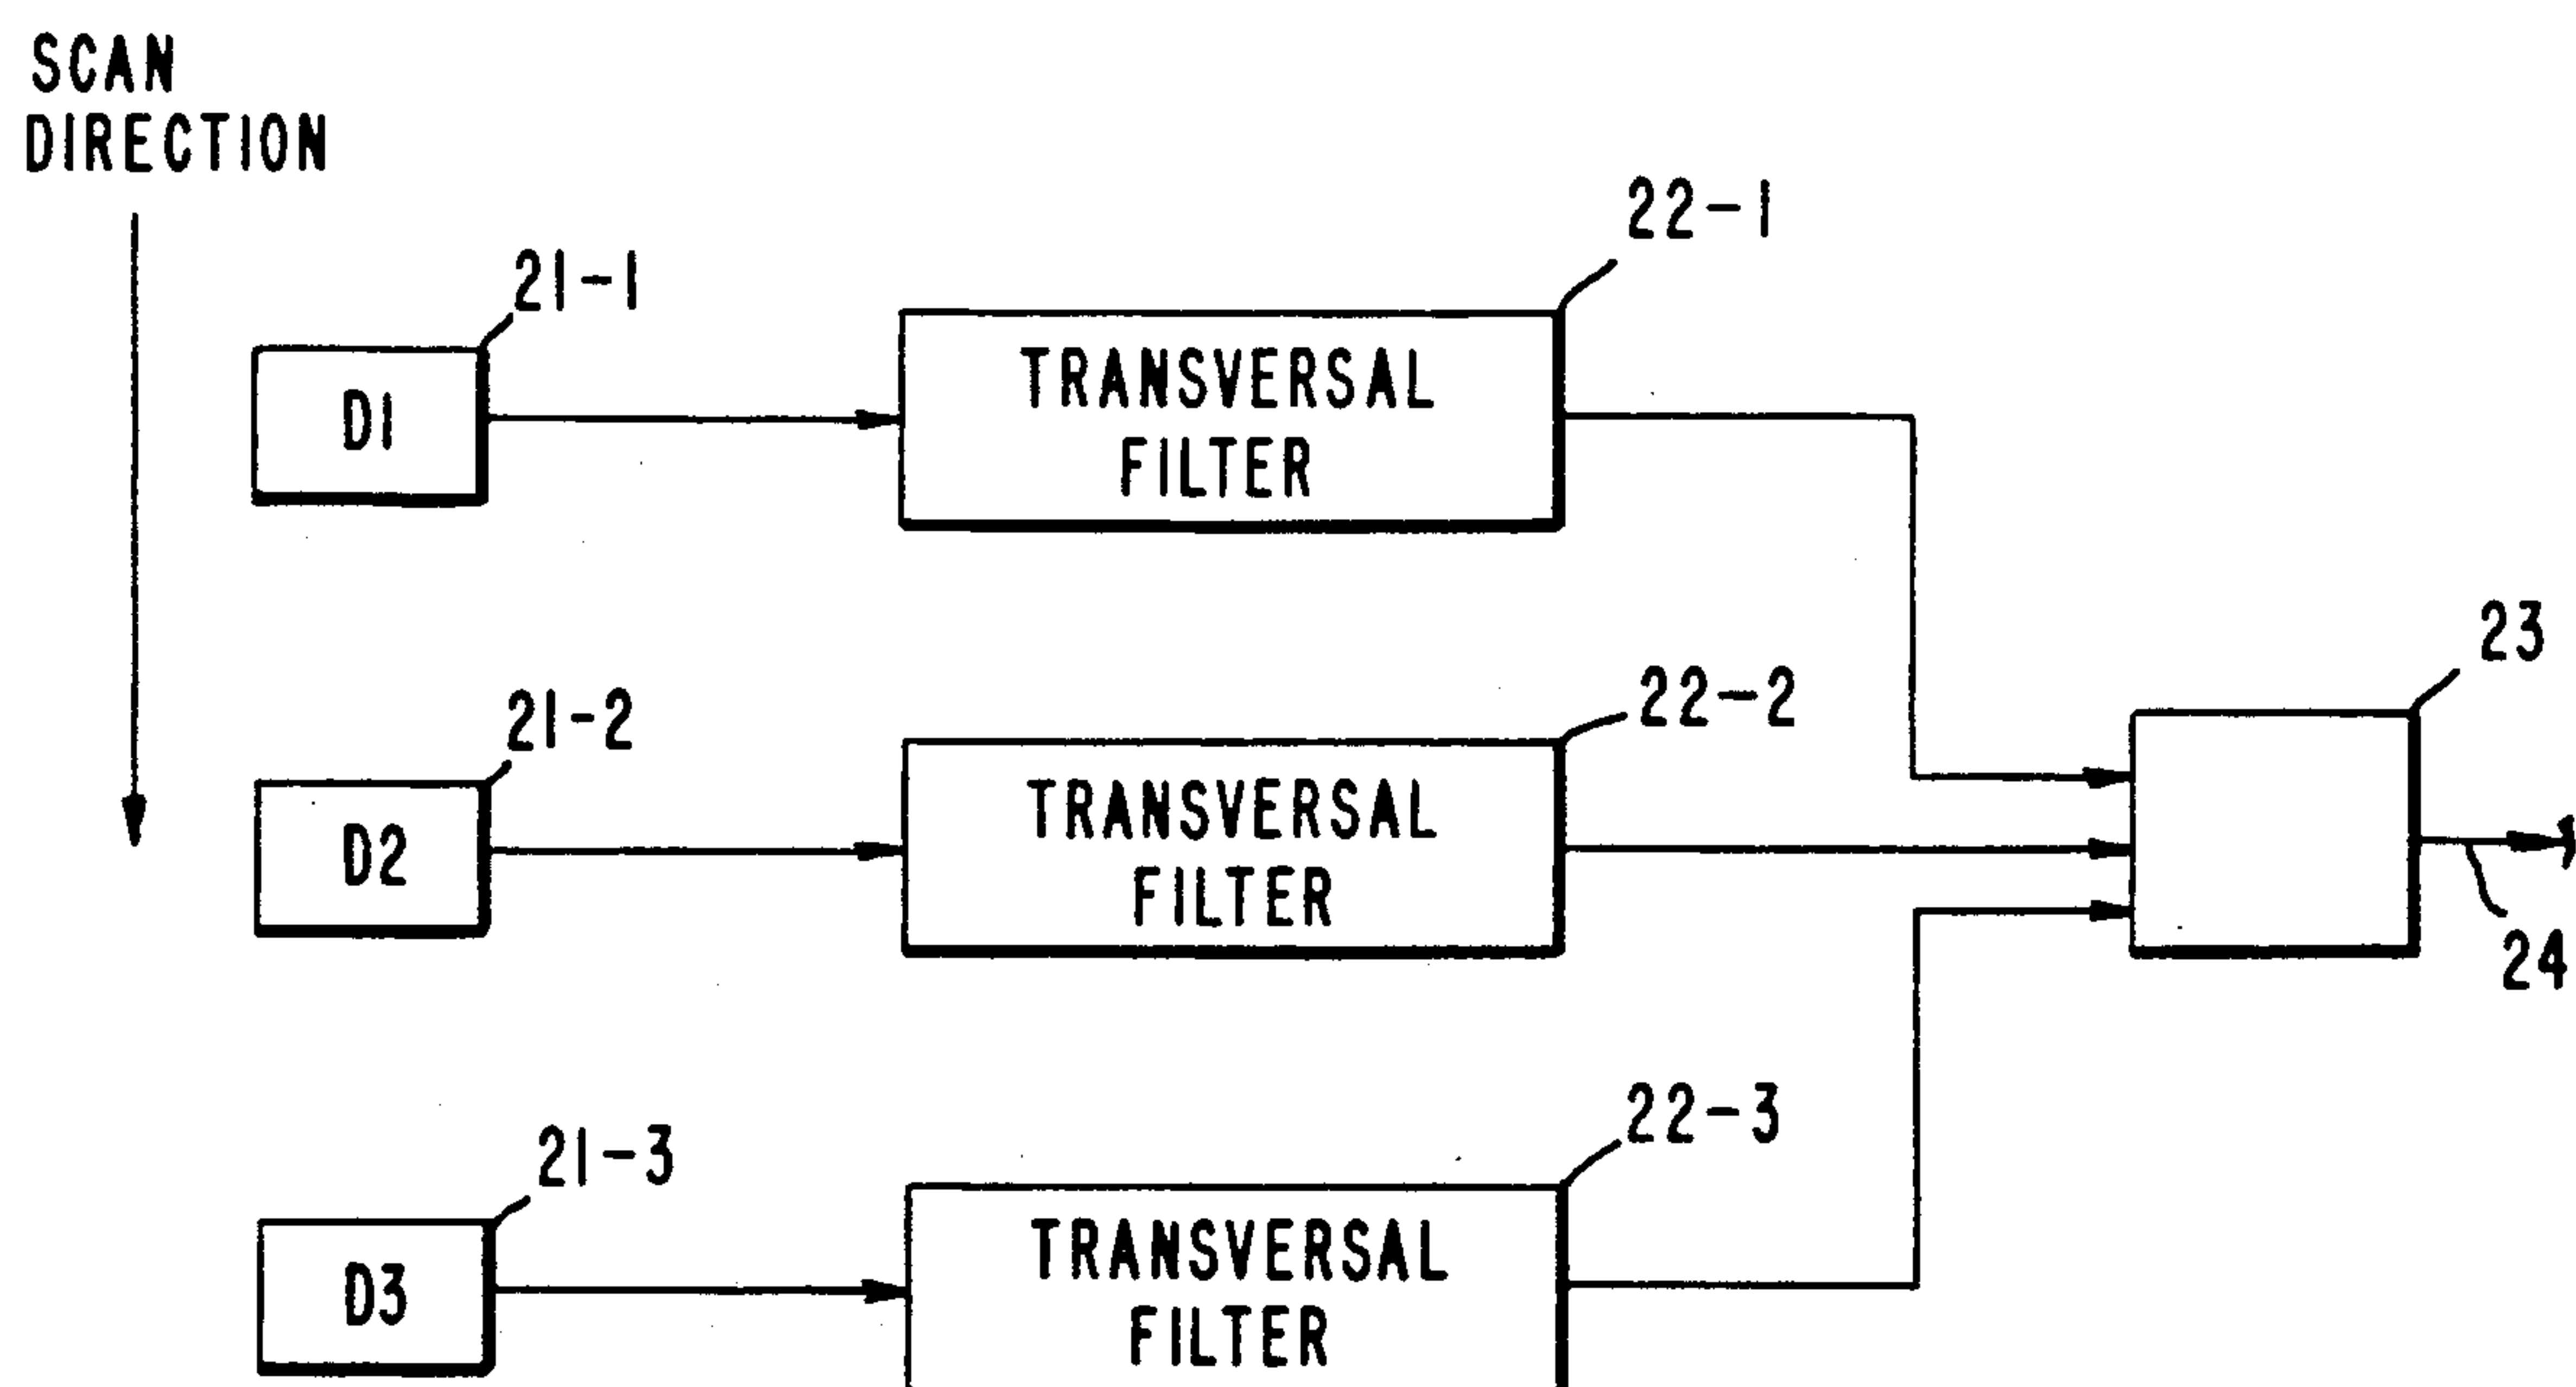 SCAN
DIRECTION
21-1
22-1
D1
TRANSVERSAL
FILTER
23
21-2
22-2
D2
TRANSVERSAL
FILTER
24
21-3
22-3
D3
TRANSVERSAL
FILTER